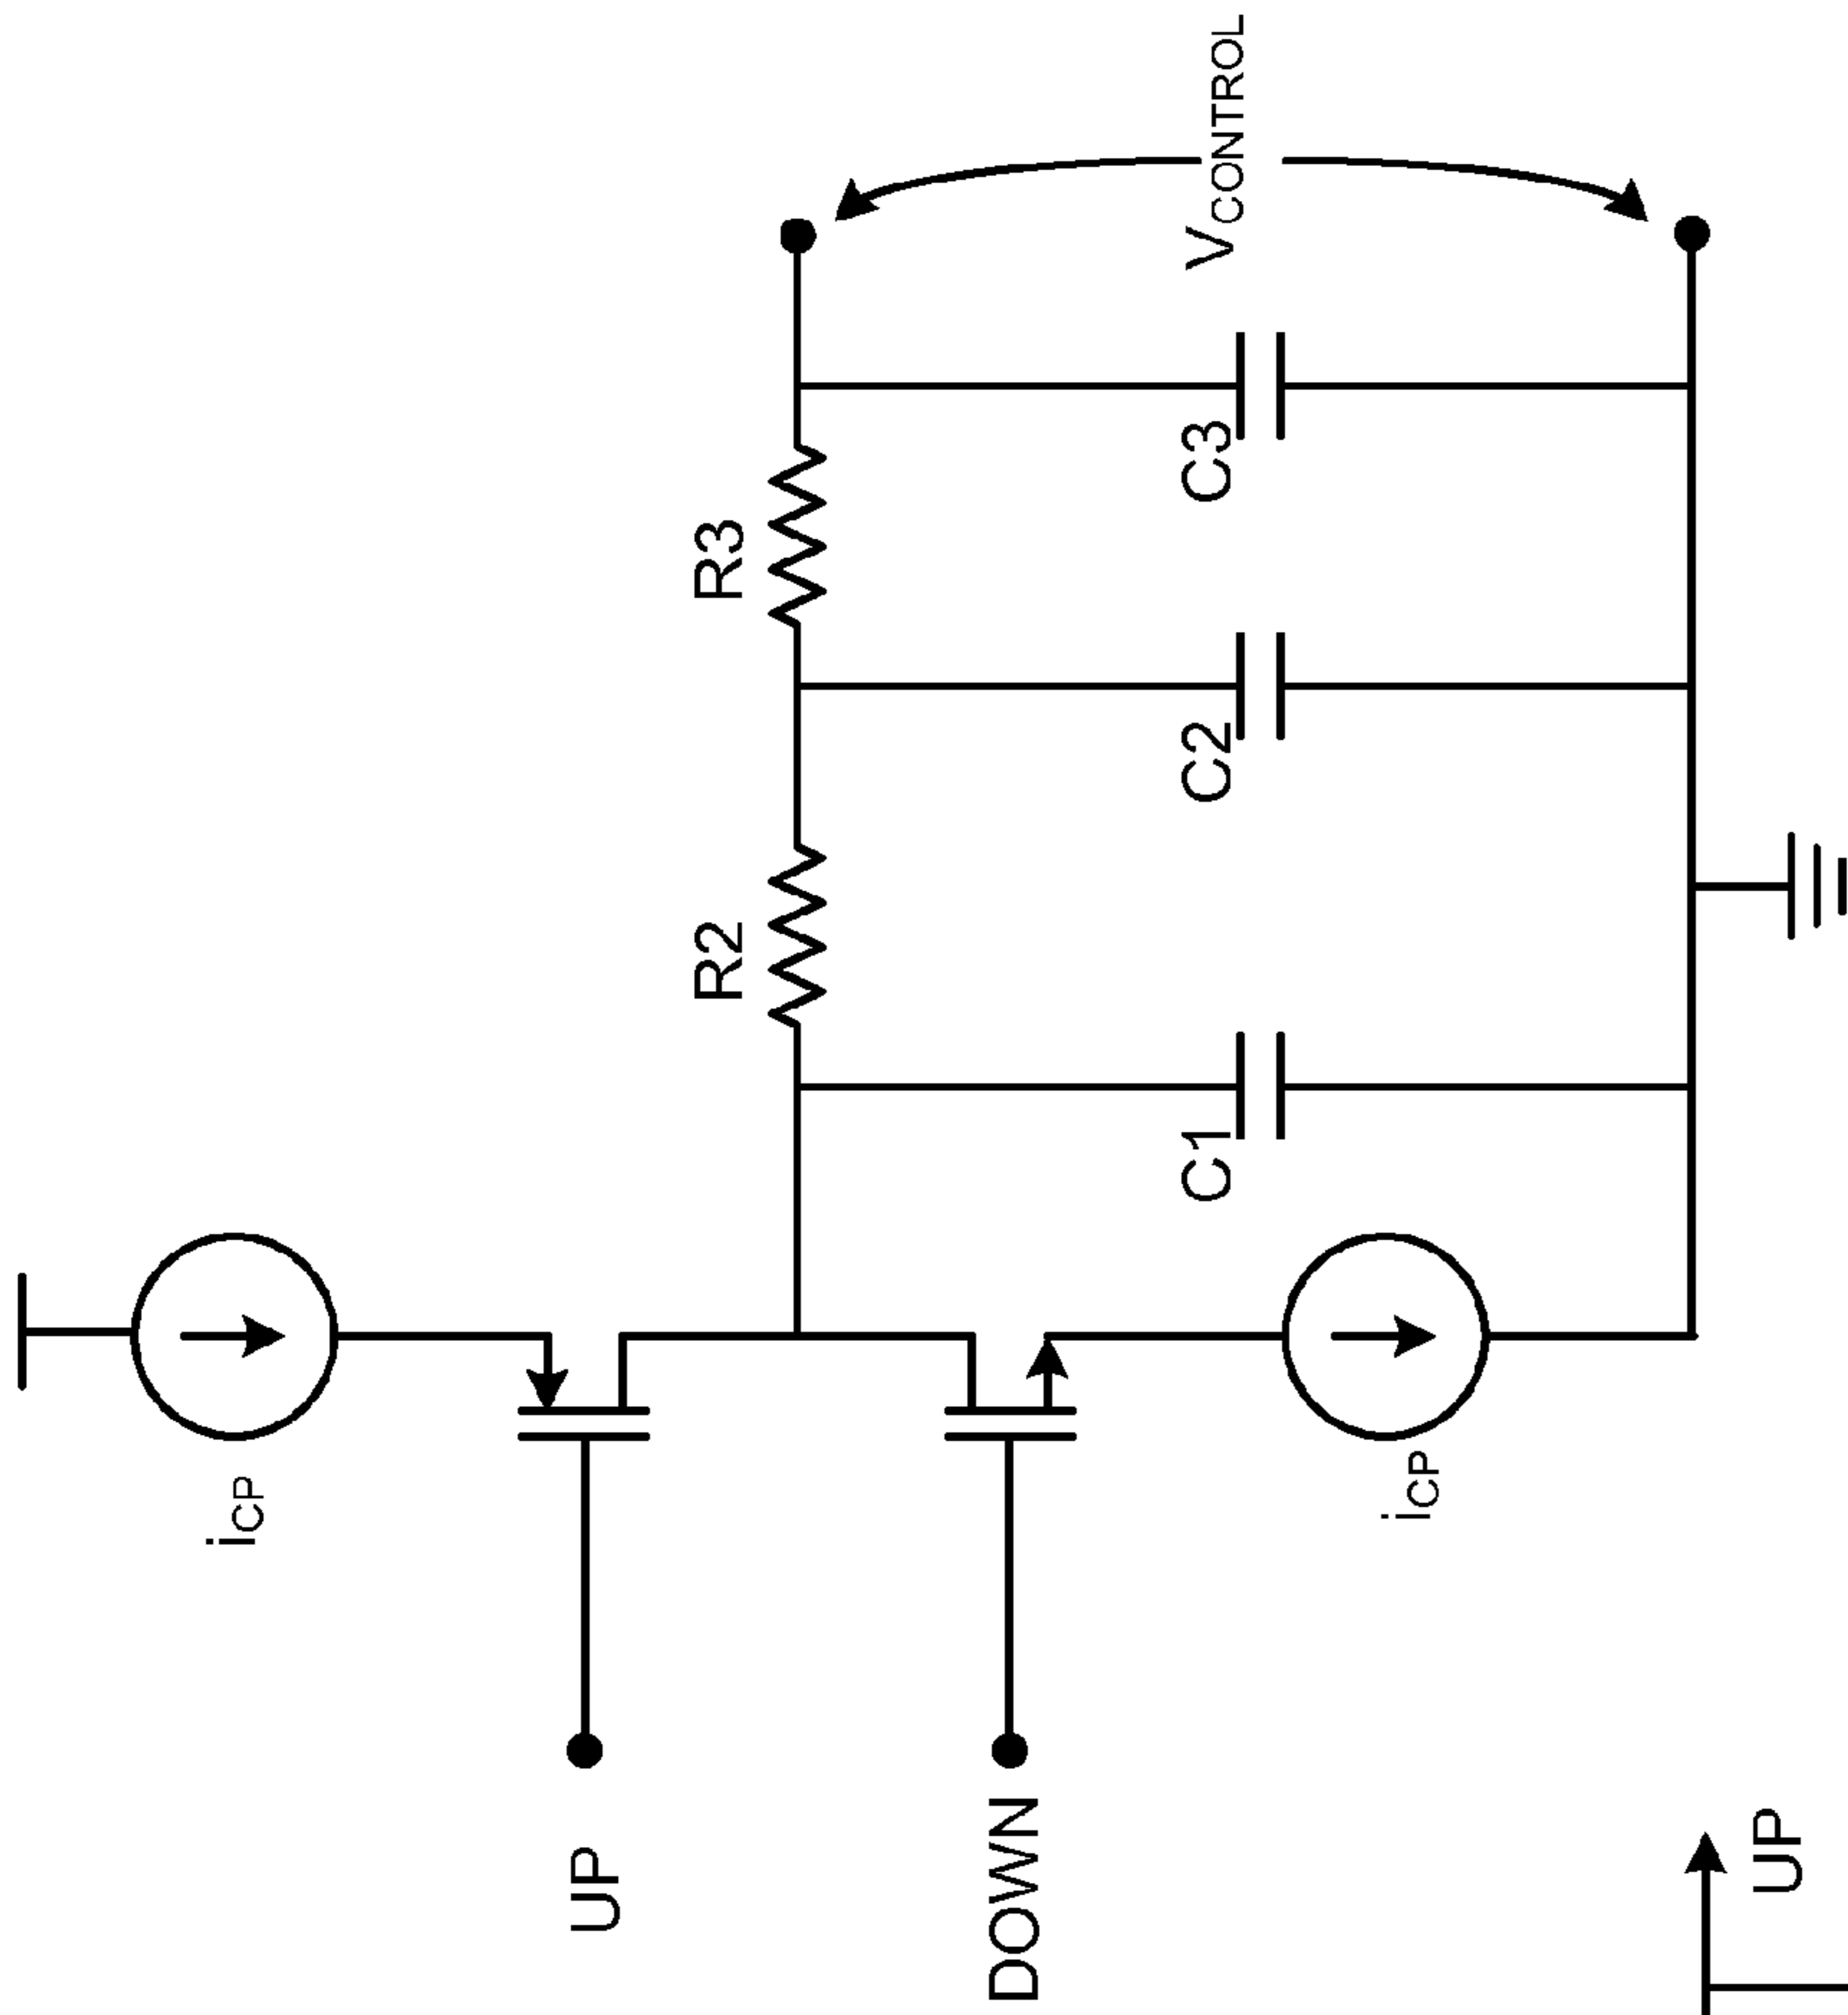 iCP
UP
R2
R3
DOWN
C1
C2
C3
VCONTROL
iCP
UP